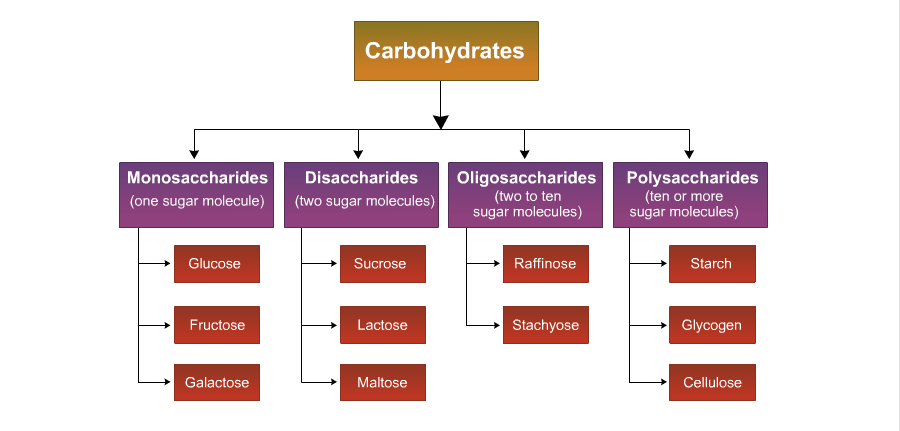 Carbohydrates
Monosaccharides
(one sugar molecule)
Glucose
Fructose
Galactose
Disaccharides
(two sugar molecules)
Sucrose
Lactose
Maltose
Oligosaccharides
(two to ten
sugar molecules)
Raffinose
Stachyose
Polysaccharides
(ten or more
sugar molecules)
Starch
Glycogen
Cellulose